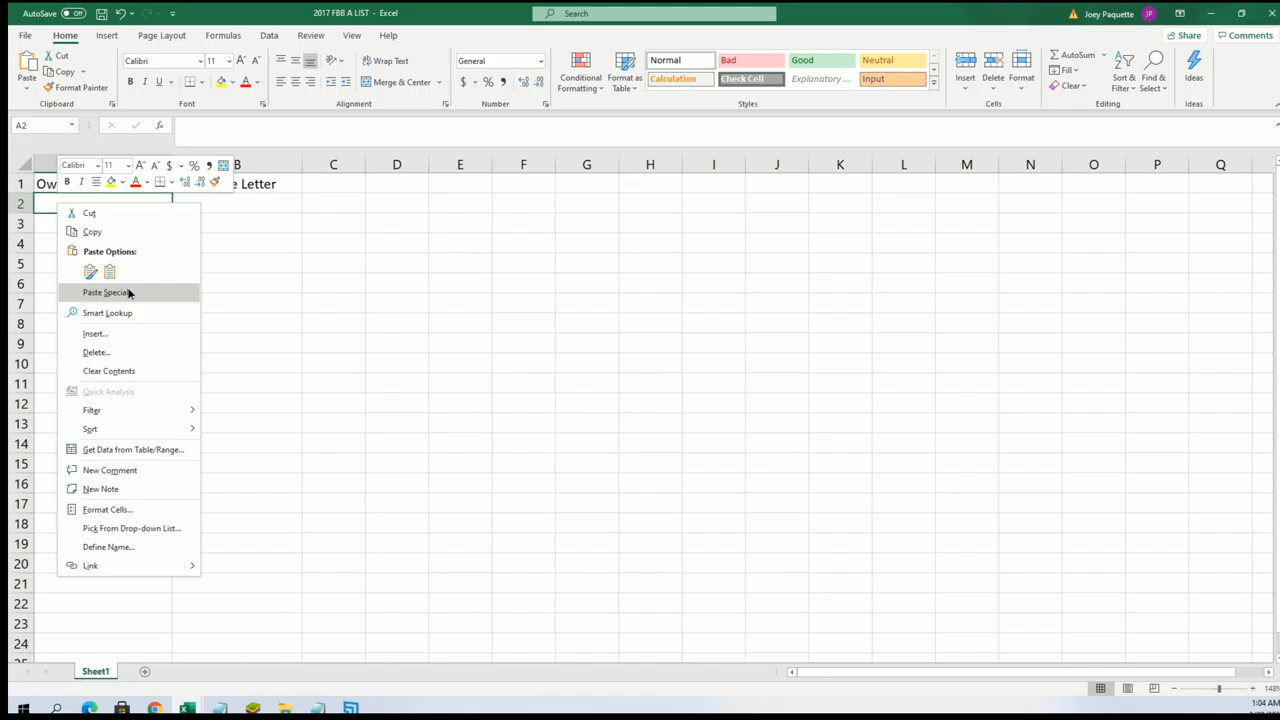 AutoSave Off 2017 FBB A LIST - Excel Search Joey Paquette JP
File Home Insert Page Layout Formulas Data Review View Help Share Comments
Paste Cut Copy Format Painter Clipboard
Calibri 11 B I U Font
Wrap Text Merge & Center Alignment
General $ % Number
Conditional Formatting Format as Table
Normal Bad Good Neutral
Calculation Check Cell Explanatory ... Input
Styles
Insert Delete Format Cells
AutoSum Fill Clear Sort & Filter Find & Select Editing
Ideas Ideas
A2 fx
Calibri 11 A A $ % 9
B I A
B C D E F G H I J K L M N O P Q
1 Ow e Letter
2
3
4
5
6
7
8
9
10
11
12
13
14
15
16
17
18
19
20
21
22
23
24
25
Cut
Copy
Paste Options:
Paste Special
Smart Lookup
Insert...
Delete...
Clear Contents
Quick Analysis
Filter
Sort
Get Data from Table/Range...
New Comment
New Note
Format Cells...
Pick From Drop-down List...
Define Name...
Link
Sheet1
148%
1:04 AM